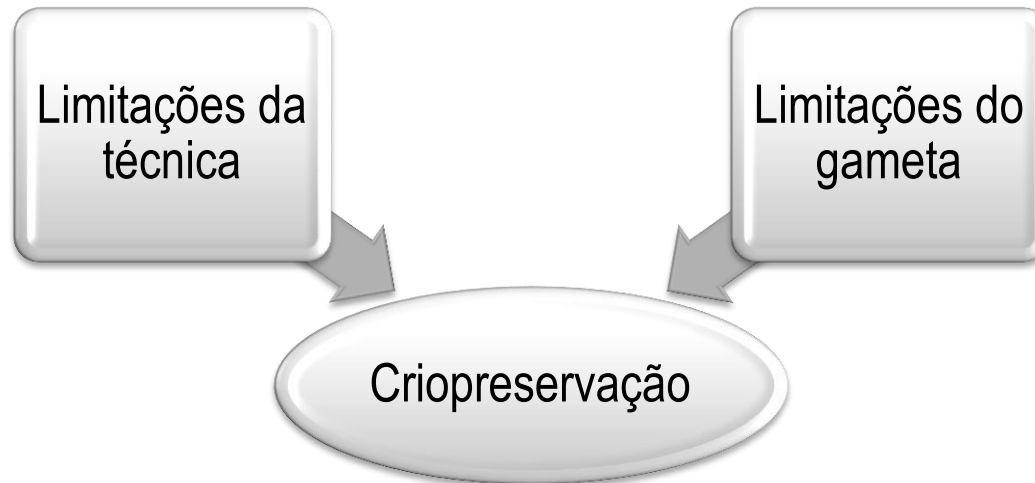 Limitações da
técnica
Limitações do
gameta
Criopreservação